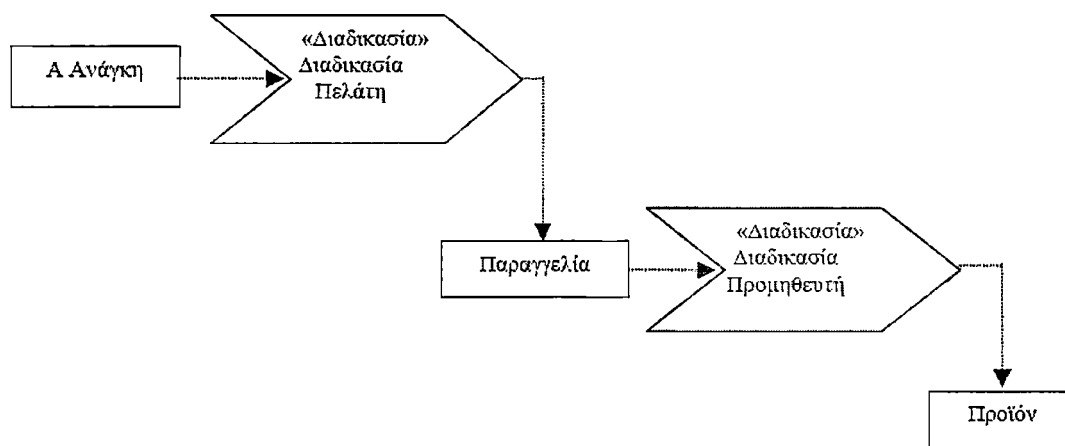 Α Ανάγκη
«Διαδικασία»
Διαδικασία
Πελάτη
Παραγγελία
«Διαδικασία»
Διαδικασία
Προμηθευτή
Προϊόν